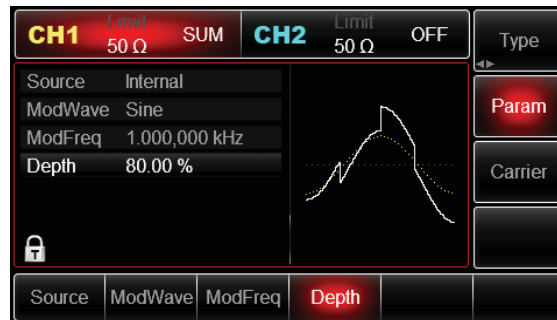 CH1 Limit 50 Ω SUM CH2 Limit 50 Ω OFF
Type
Source Internal
ModWave Sine
ModFreq 1.000,000 kHz
Depth 80.00 %
Param
Carrier
T
Source ModWave ModFreq Depth